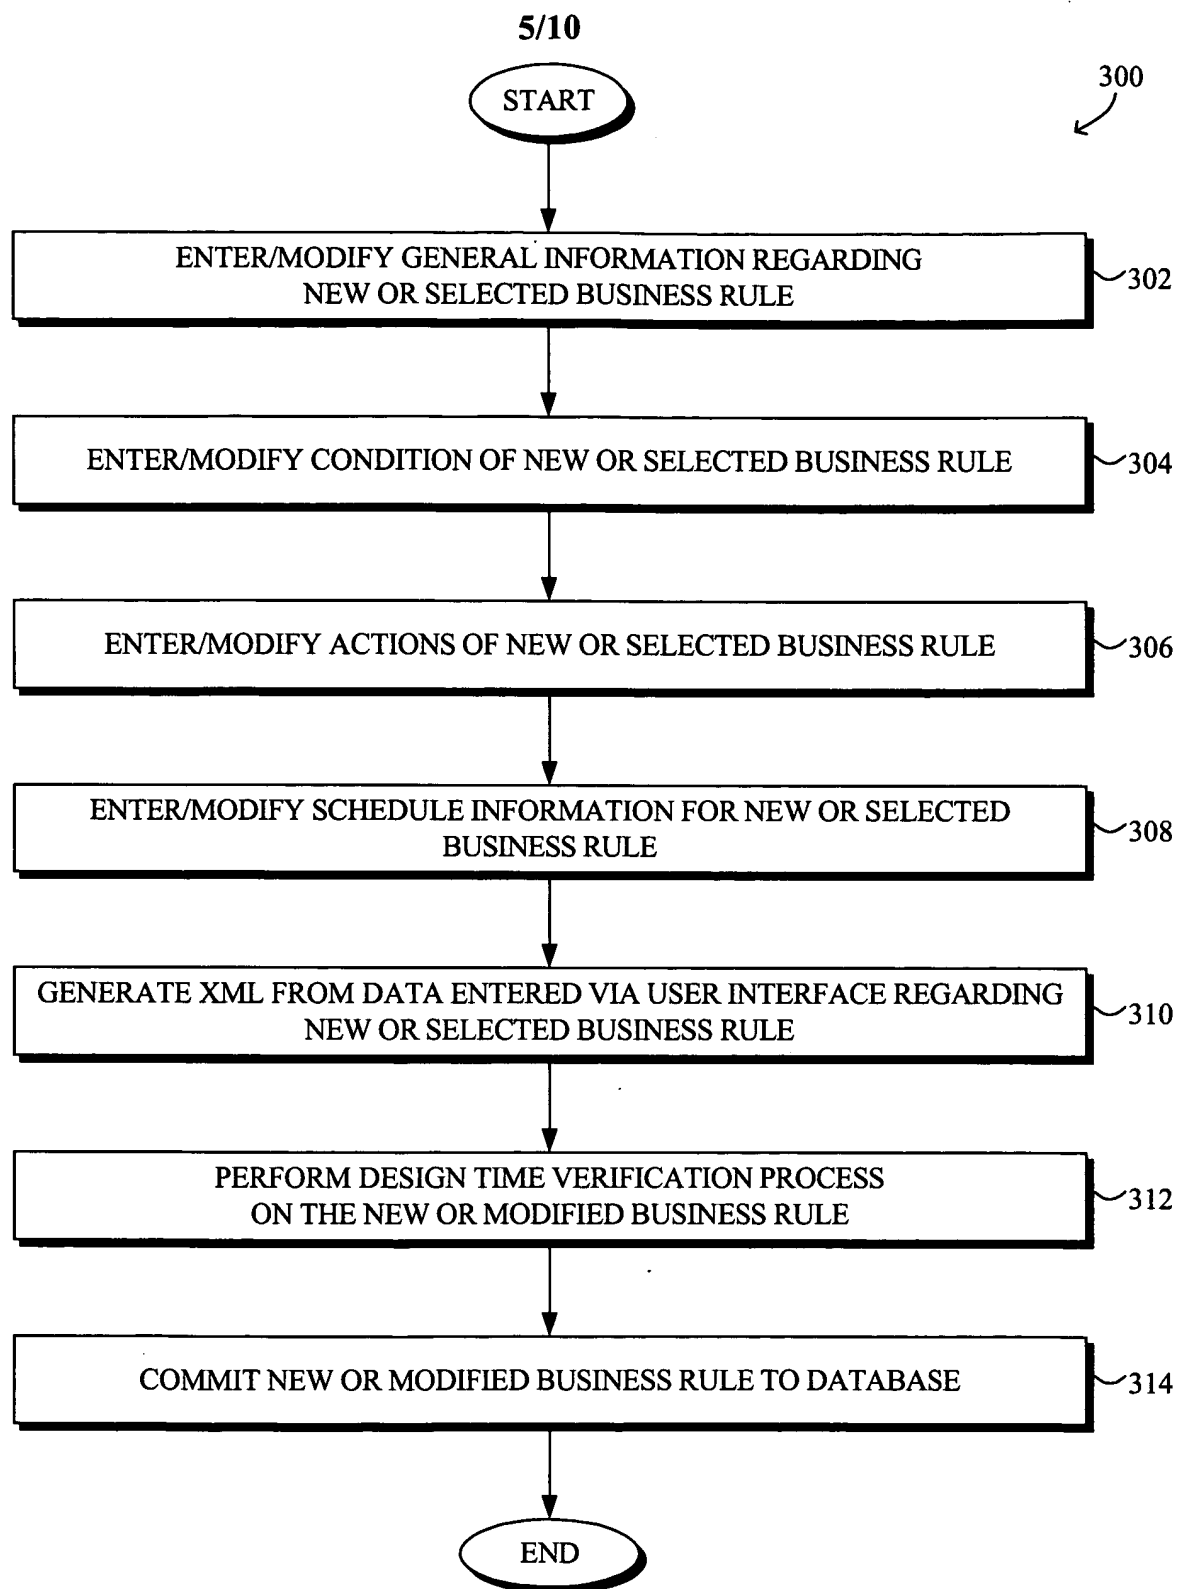 5/10
START
300
ENTER/MODIFY GENERAL INFORMATION REGARDING
NEW OR SELECTED BUSINESS RULE
302
ENTER/MODIFY CONDITION OF NEW OR SELECTED BUSINESS RULE
304
ENTER/MODIFY ACTIONS OF NEW OR SELECTED BUSINESS RULE
306
ENTER/MODIFY SCHEDULE INFORMATION FOR NEW OR SELECTED
BUSINESS RULE
308
GENERATE XML FROM DATA ENTERED VIA USER INTERFACE REGARDING
NEW OR SELECTED BUSINESS RULE
310
PERFORM DESIGN TIME VERIFICATION PROCESS
ON THE NEW OR MODIFIED BUSINESS RULE
312
COMMIT NEW OR MODIFIED BUSINESS RULE TO DATABASE
314
END